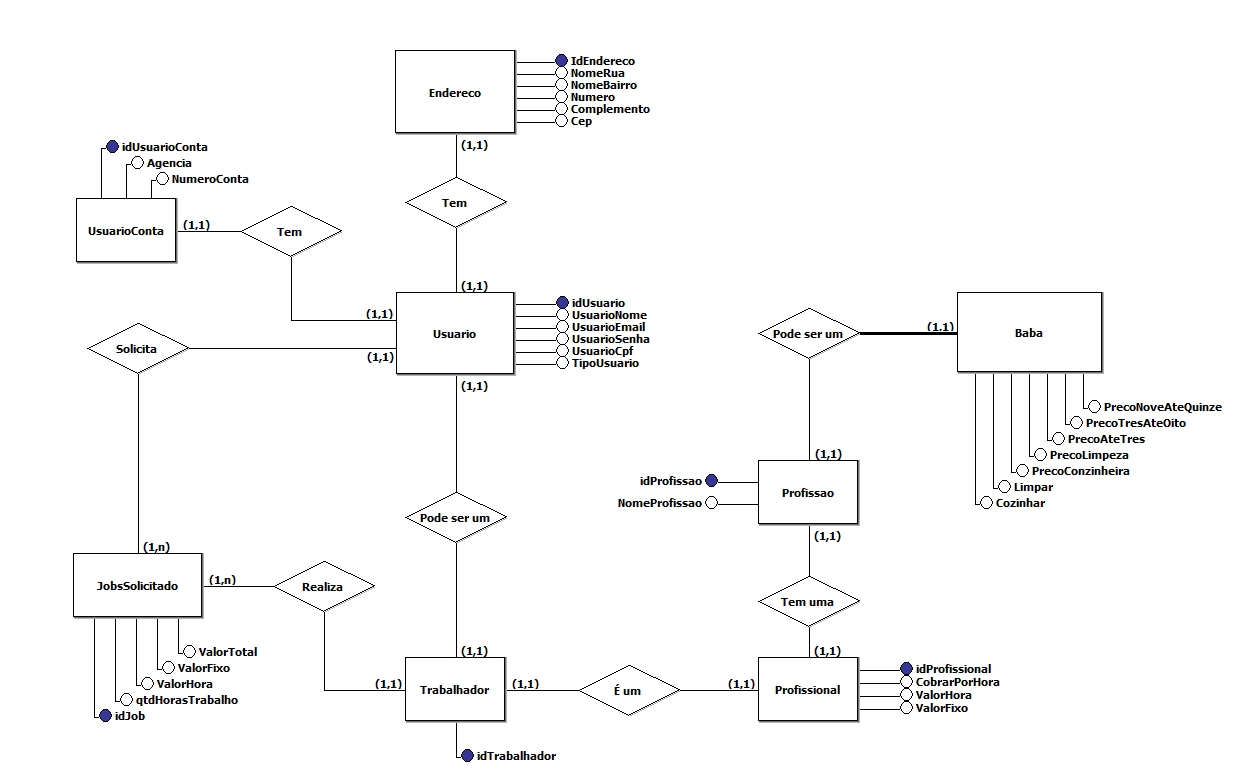 Endereco
IdEndereco
NomeRua
NomeBairro
Numero
Complemento
Cep
(1,1)
Tem
(1,1)
idUsuarioConta
Agencia
NumeroConta
UsuarioConta
(1,1)
Tem
(1,1)
Usuario
idUsuario
UsuarioNome
UsuarioEmail
UsuarioSenha
UsuarioCpf
TipoUsuario
Solicita
(1,1)
(1,1)
Pode ser um
(1,1)
Baba
PrecoNoveAteQuinze
PrecoTresAteOito
PrecoAteTres
PrecoLimpeza
PrecoConzinheira
Limpar
Cozinhar
(1,1)
idProfissao
NomeProfissao
Profissao
(1,1)
Pode ser um
(1,n)
JobsSolicitado
(1,n)
Realiza
Tem uma
ValorTotal
ValorFixo
ValorHora
qtdHorasTrabalho
idJob
(1,1)
(1,1)
Trabalhador
(1,1)
É um
(1,1)
(1,1)
Profissional
idProfissional
CobrarPorHora
ValorHora
ValorFixo
idTrabalhador